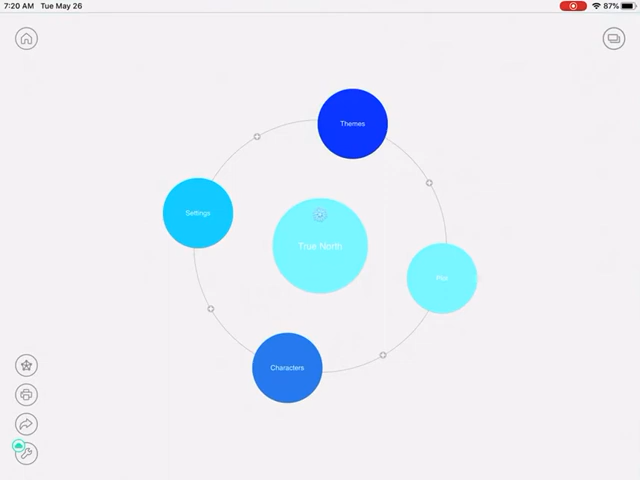 7:20 AM Tue May 26
87%
Themes
Settings
True North
Plot
Characters